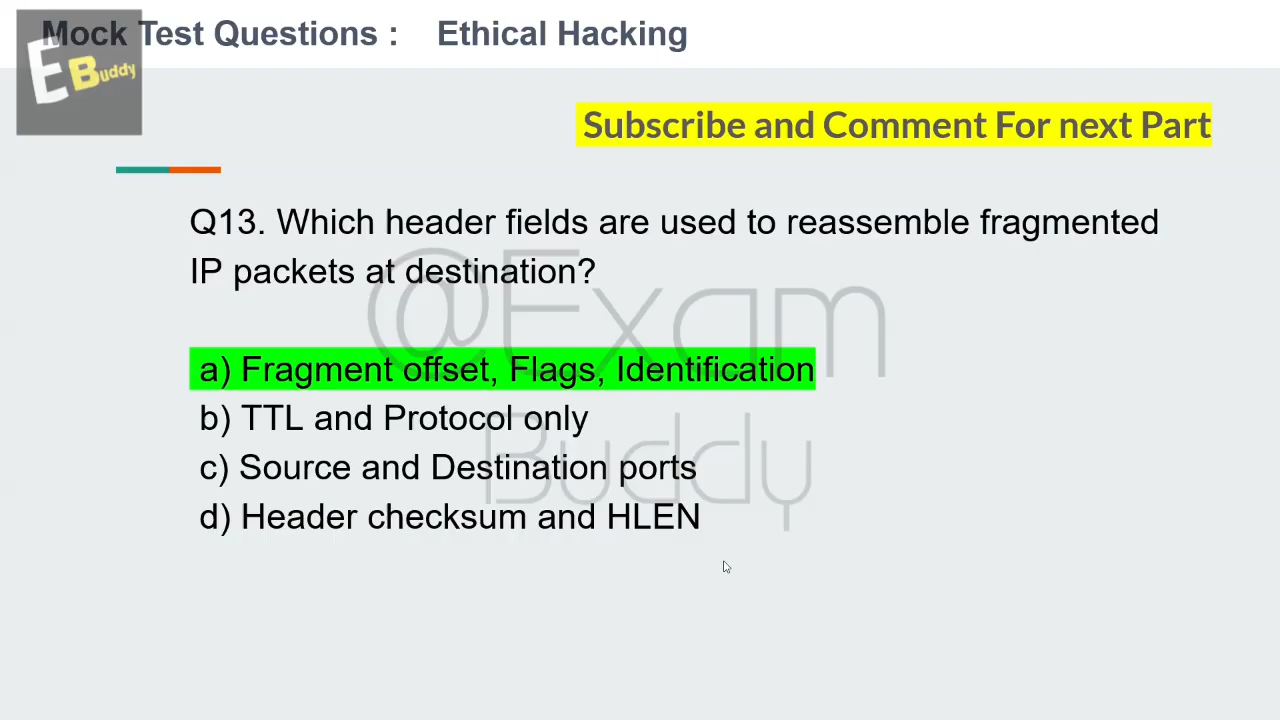 Mock Test Questions :    Ethical Hacking
E Buddy
Subscribe and Comment For next Part
Q13. Which header fields are used to reassemble fragmented
IP packets at destination?
@Exam
a) Fragment offset, Flags, Identification
b) TTL and Protocol only
Buddy
c) Source and Destination ports
d) Header checksum and HLEN